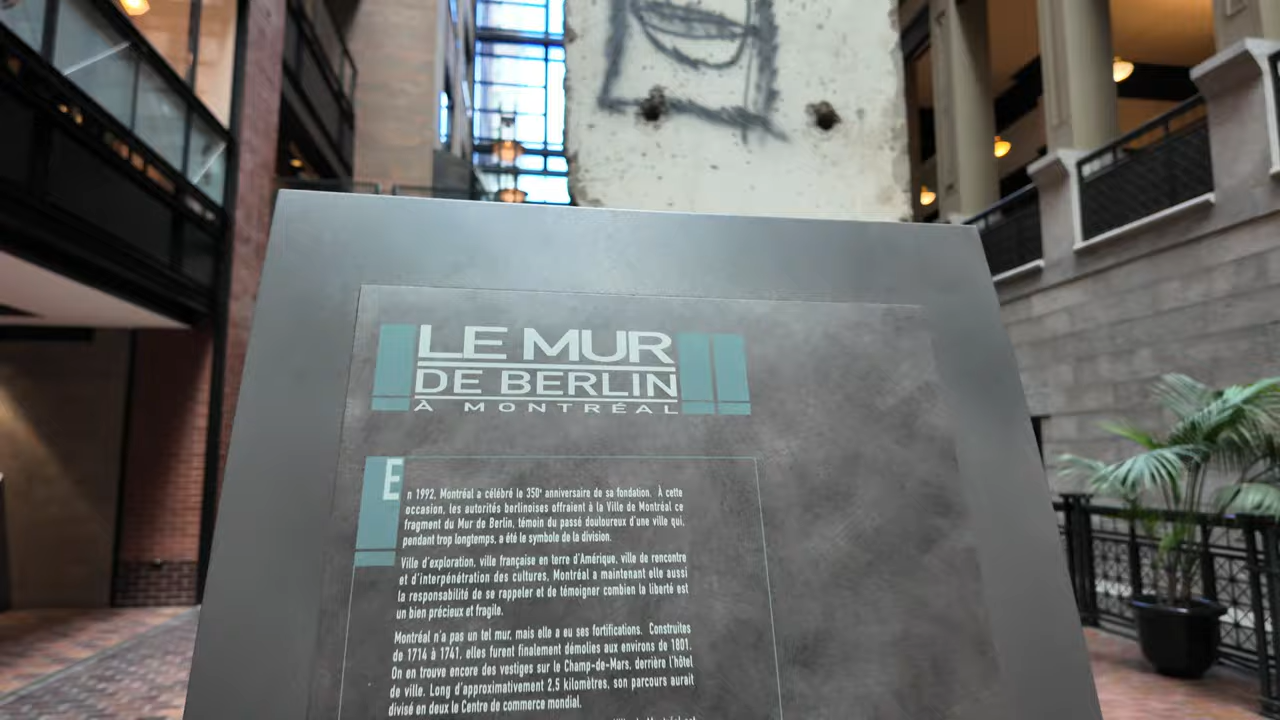 LE MUR
DE BERLIN
À MONTRÉAL
En 1992, Montréal a célébré le 350e anniversaire de sa fondation. À cette
occasion, les autorités berlinoises offraient à la Ville de Montréal ce
fragment du Mur de Berlin, témoin du passé douloureux d'une ville qui,
pendant trop longtemps, a été le symbole de la division.
Ville d'exploration, ville française en terre d'Amérique, ville de rencontre
et d'interpénétration des cultures, Montréal a maintenant elle aussi
la responsabilité de se rappeler et de témoigner combien la liberté est
un bien précieux et fragile.
Montréal n'a pas un tel mur, mais elle a eu ses fortifications. Construites
de 1714 à 1741, elles furent finalement démolies aux environs de 1801.
On en trouve encore des vestiges sur le Champ-de-Mars, derrière l'hôtel
de ville. Long d'approximativement 2,5 kilomètres, son parcours aurait
divisé en deux le Centre de commerce mondial.